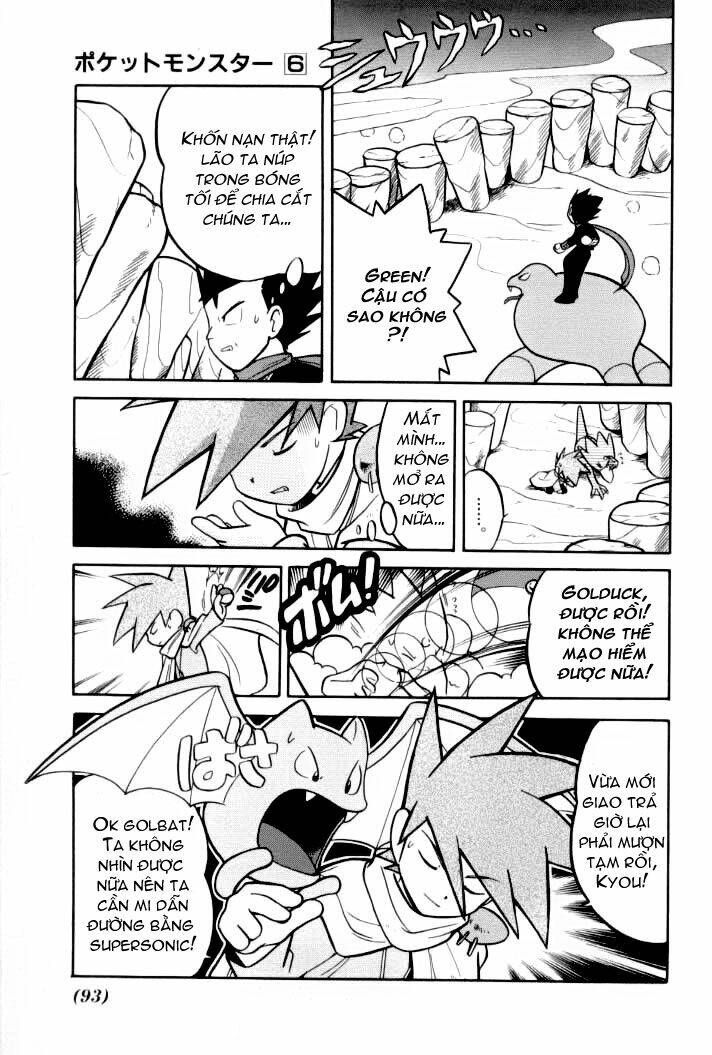 ポケットモンスター 6
シュウウウ…
GREEN!
CẬU CÓ
SAO KHÔNG
?!
KHỐN NẠN THẬT!
LÃO TA NÚP
TRONG BÓNG
TỐI ĐỂ CHIA CẮT
CHÚNG TA...
......
MẮT
MÌNH...
KHÔNG
MỞ RA
ĐƯỢC
NỮA...
GOLDUCK,
ĐƯỢC RỒI!
KHÔNG THỂ
MẠO HIỂM
ĐƯỢC NỮA!
ボム!
VỪA MỚI
GIAO TRẢ
GIỜ LẠI
PHẢI MƯỢN
TẠM RỒI,
KYOU!
ばさ
OK GOLBAT!
TA KHÔNG
NHÌN ĐƯỢC
NỮA NÊN TA
CẦN MI DẪN
ĐƯỜNG BẰNG
SUPERSONIC!
(93)